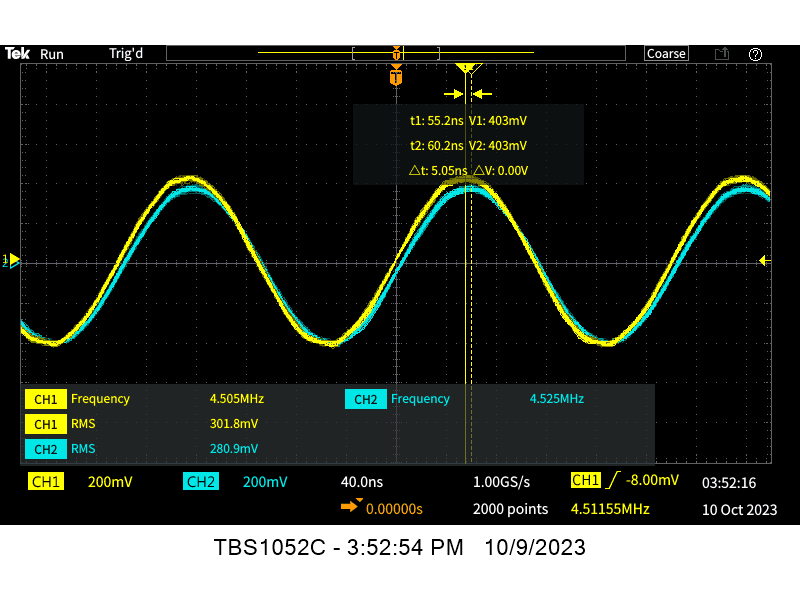 Tek Run Trig'd Coarse
T
T
t1: 55.2ns V1: 403mV
t2: 60.2ns V2: 403mV
△t: 5.05ns △V: 0.00V
1
2
CH1 Frequency 4.505MHz CH2 Frequency 4.525MHz
CH1 RMS 301.8mV
CH2 RMS 280.9mV
CH1 200mV CH2 200mV 40.0ns 1.00GS/s CH1 -8.00mV 03:52:16
0.00000s 2000 points 4.51155MHz 10 Oct 2023
TBS1052C - 3:52:54 PM 10/9/2023